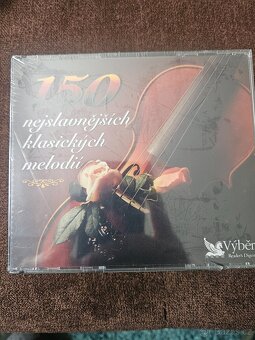 150
nejslavnějších
klasických
melodií
Výběr
Reader's Digest